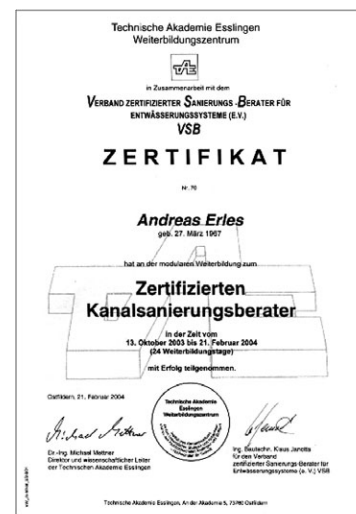 Technische Akademie Esslingen
Weiterbildungszentrum
TAE
in Zusammenarbeit mit dem
VERBAND ZERTIFIZIERTER SANIERUNGS -BERATER FÜR
ENTWÄSSERUNGSSYSTEME (E.V.)
VSB
ZERTIFIKAT
Nr. 76
Andreas Erles
geb. 27. März 1967
hat an der modularen Weiterbildung zum
Zertifizierten
Kanalsanierungsberater
in der Zeit vom
13. Oktober 2003 bis 21. Februar 2004
(24 Weiterbildungstage)
mit Erfolg teilgenommen.
Ostfildern, 21. Februar 2004
Technische Akademie
Esslingen
Weiterbildungszentrum
Dr.-Ing. Michael Mettner
Direktor und wissenschaftlicher Leiter
der Technischen Akademie Esslingen
Ing. Bautechn. Klaus Janotta
für den Verband
zertifizierter Sanierungs-Berater für
Entwässerungssysteme (e. V.) VSB
Technische Akademie Esslingen, An der Akademie 5, 73760 Ostfildern